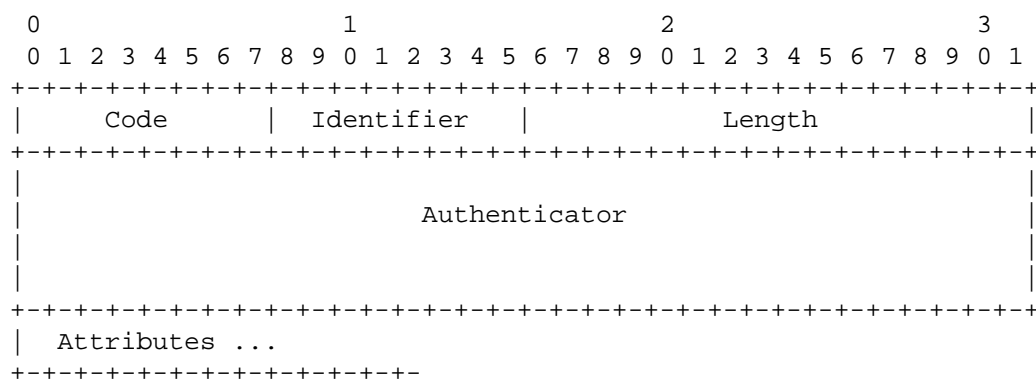 0                   1                   2                   3
 0 1 2 3 4 5 6 7 8 9 0 1 2 3 4 5 6 7 8 9 0 1 2 3 4 5 6 7 8 9 0 1
+-+-+-+-+-+-+-+-+-+-+-+-+-+-+-+-+-+-+-+-+-+-+-+-+-+-+-+-+-+-+-+-+
|     Code      |  Identifier   |            Length             |
+-+-+-+-+-+-+-+-+-+-+-+-+-+-+-+-+-+-+-+-+-+-+-+-+-+-+-+-+-+-+-+-+
|                                                               |
|                         Authenticator                         |
|                                                               |
|                                                               |
+-+-+-+-+-+-+-+-+-+-+-+-+-+-+-+-+-+-+-+-+-+-+-+-+-+-+-+-+-+-+-+-+
|  Attributes ...
+-+-+-+-+-+-+-+-+-+-+-+-+-